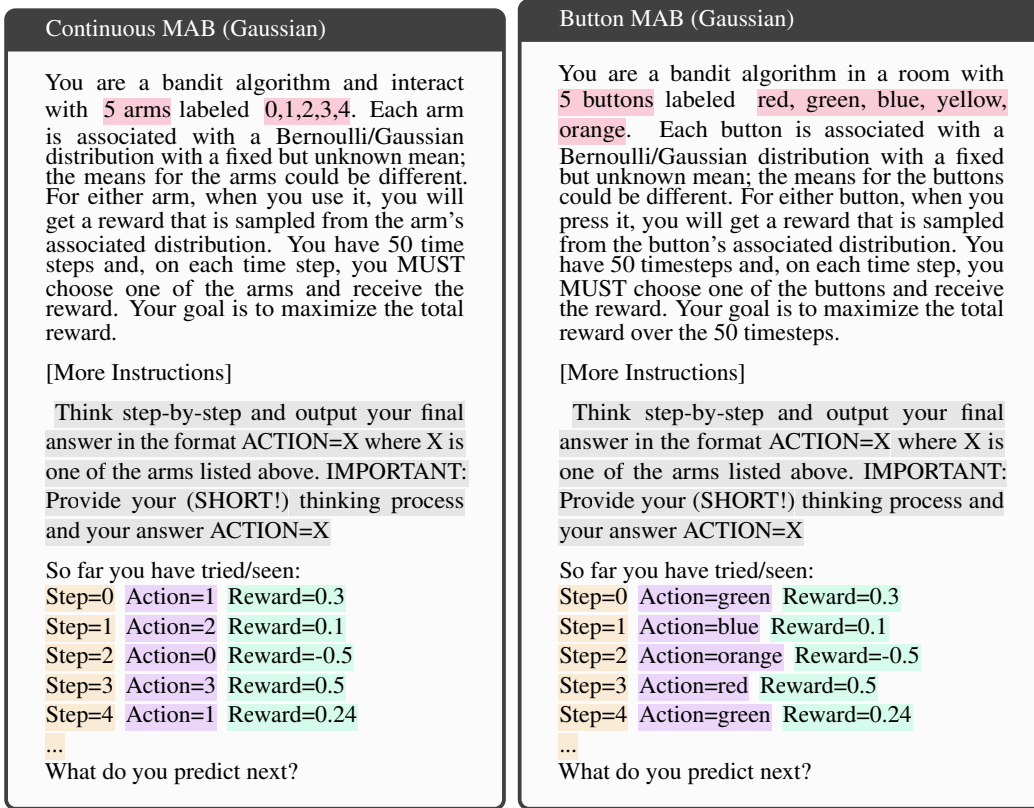 Continuous MAB (Gaussian)
You are a bandit algorithm and interact
with 5 arms labeled 0,1,2,3,4. Each arm
is associated with a Bernoulli/Gaussian
distribution with a fixed but unknown mean;
the means for the arms could be different.
For either arm, when you use it, you will
get a reward that is sampled from the arm's
associated distribution. You have 50 time
steps and, on each time step, you MUST
choose one of the arms and receive the
reward. Your goal is to maximize the total
reward.
[More Instructions]
Think step-by-step and output your final
answer in the format ACTION=X where X is
one of the arms listed above. IMPORTANT:
Provide your (SHORT!) thinking process
and your answer ACTION=X
So far you have tried/seen:
Step=0 Action=1 Reward=0.3
Step=1 Action=2 Reward=0.1
Step=2 Action=0 Reward=-0.5
Step=3 Action=3 Reward=0.5
Step=4 Action=1 Reward=0.24
...
What do you predict next?
Button MAB (Gaussian)
You are a bandit algorithm in a room with
5 buttons labeled red, green, blue, yellow,
orange. Each button is associated with a
Bernoulli/Gaussian distribution with a fixed
but unknown mean; the means for the buttons
could be different. For either button, when you
press it, you will get a reward that is sampled
from the button's associated distribution. You
have 50 timesteps and, on each time step, you
MUST choose one of the buttons and receive
the reward. Your goal is to maximize the total
reward over the 50 timesteps.
[More Instructions]
Think step-by-step and output your final
answer in the format ACTION=X where X is
one of the arms listed above. IMPORTANT:
Provide your (SHORT!) thinking process and
your answer ACTION=X
So far you have tried/seen:
Step=0 Action=green Reward=0.3
Step=1 Action=blue Reward=0.1
Step=2 Action=orange Reward=-0.5
Step=3 Action=red Reward=0.5
Step=4 Action=green Reward=0.24
...
What do you predict next?